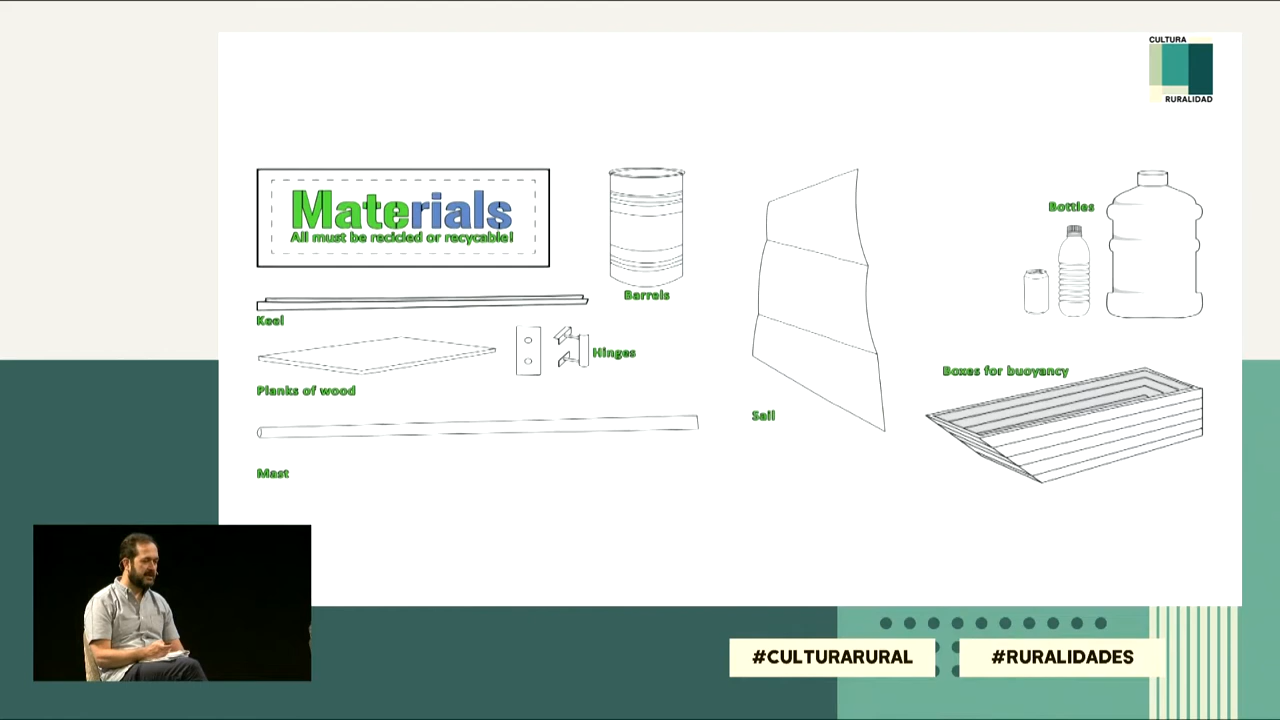 CULTURA
RURALIDAD
Materials
All must be recicled or recycable!
Barrels
Bottles
Keel
Hinges
Planks of wood
Boxes for buoyancy
Sail
Mast
#CULTURARURAL
#RURALIDADES